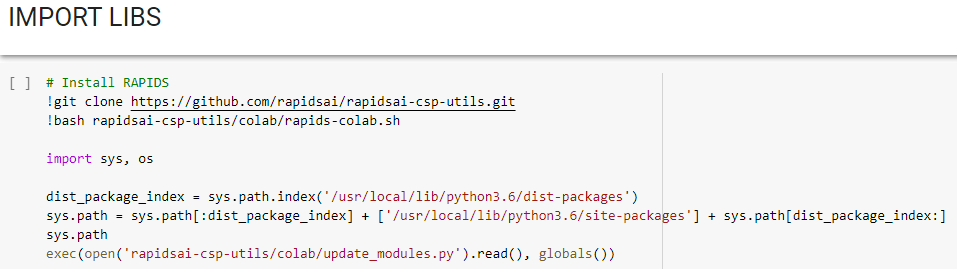 IMPORT LIBS
[ ] # Install RAPIDS
!git clone https://github.com/rapidsai/rapidsai-csp-utils.git
!bash rapidsai-csp-utils/colab/rapids-colab.sh
import sys, os
dist_package_index = sys.path.index('/usr/local/lib/python3.6/dist-packages')
sys.path = sys.path[:dist_package_index] + ['/usr/local/lib/python3.6/site-packages'] + sys.path[dist_package_index:]
sys.path
exec(open('rapidsai-csp-utils/colab/update_modules.py').read(), globals())